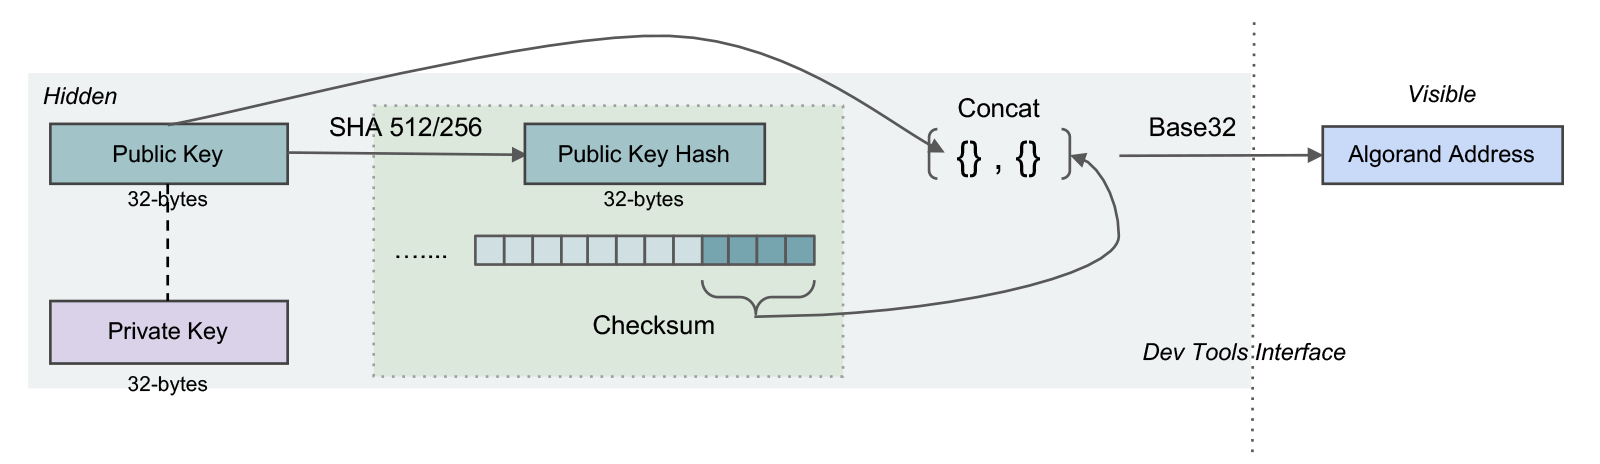 Hidden
Visible
Concat
SHA 512/256
Base32
Public Key
Public Key Hash
{} , {}
Algorand Address
32-bytes
32-bytes
…....
Checksum
Private Key
Dev Tools Interface
32-bytes